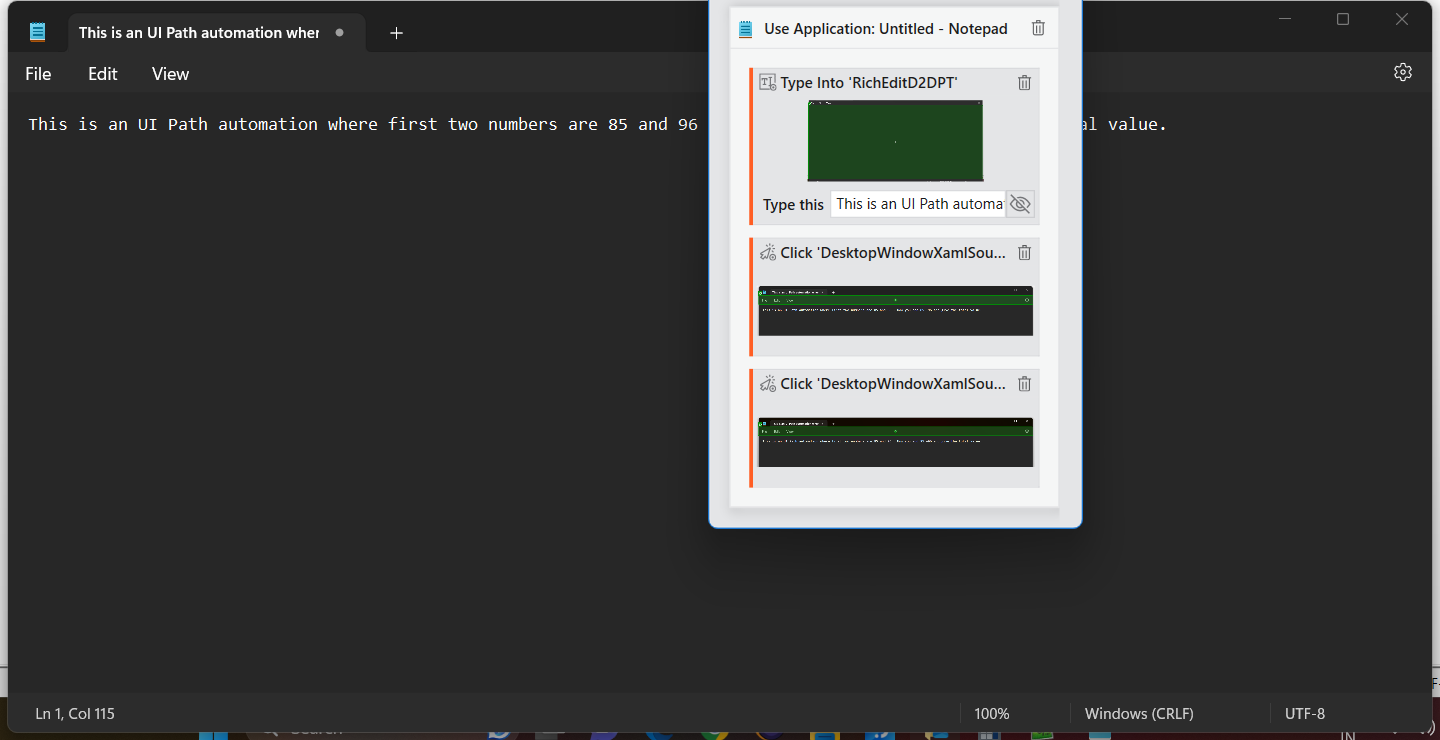 This is an UI Path automation wher
File Edit View
This is an UI Path automation where first two numbers are 85 and 96 al value.
Use Application: Untitled - Notepad
Type Into 'RichEditD2DPT'
Type this This is an UI Path automa
Click 'DesktopWindowXamlSou...
Click 'DesktopWindowXamlSou...
Ln 1, Col 115 100% Windows (CRLF) UTF-8
Search
IN